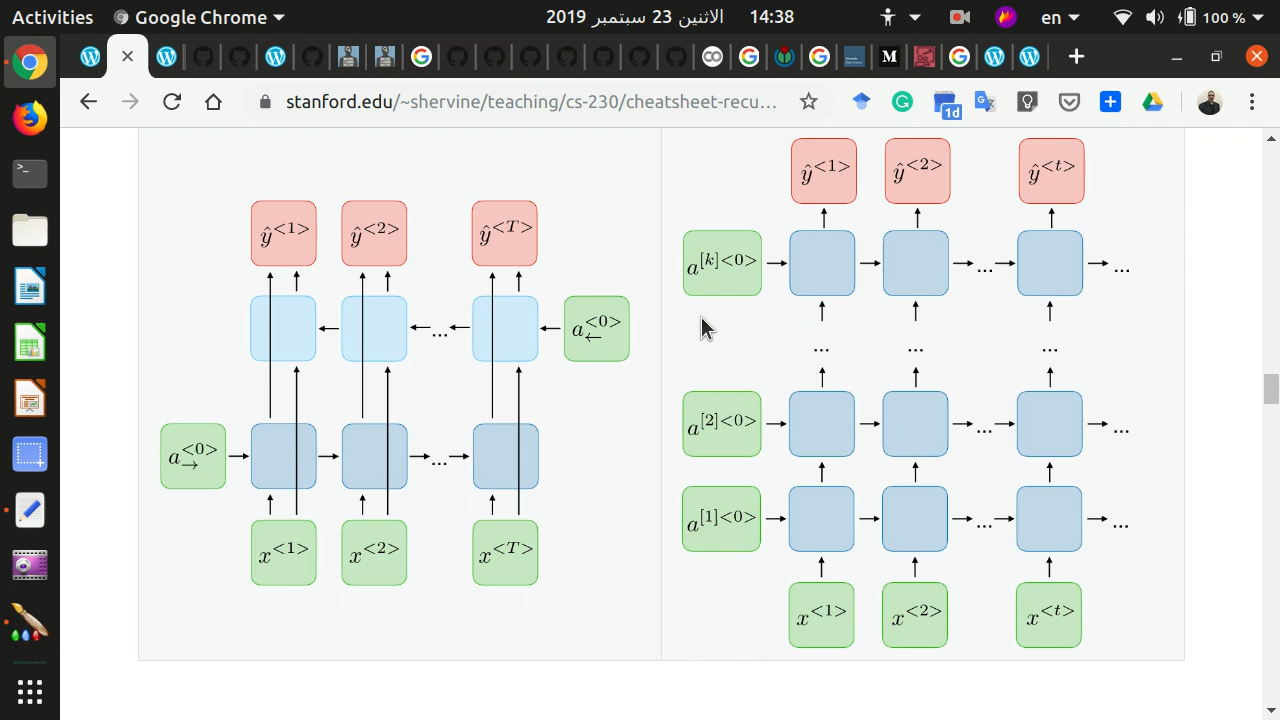 Activities Google Chrome الاثنين 23 سبتمبر 2019 14:38 en 100 %
stanford.edu/~shervine/teaching/cs-230/cheatsheet-recu... 1d
ŷ<1> ŷ<2> ŷ<T>
a<0>←
...
a<0>→
...
x<1> x<2> x<T>
ŷ<1> ŷ<2> ŷ<t>
a[k]<0> ... ...
... ... ...
a[2]<0> ... ...
a[1]<0> ... ...
x<1> x<2> x<t>